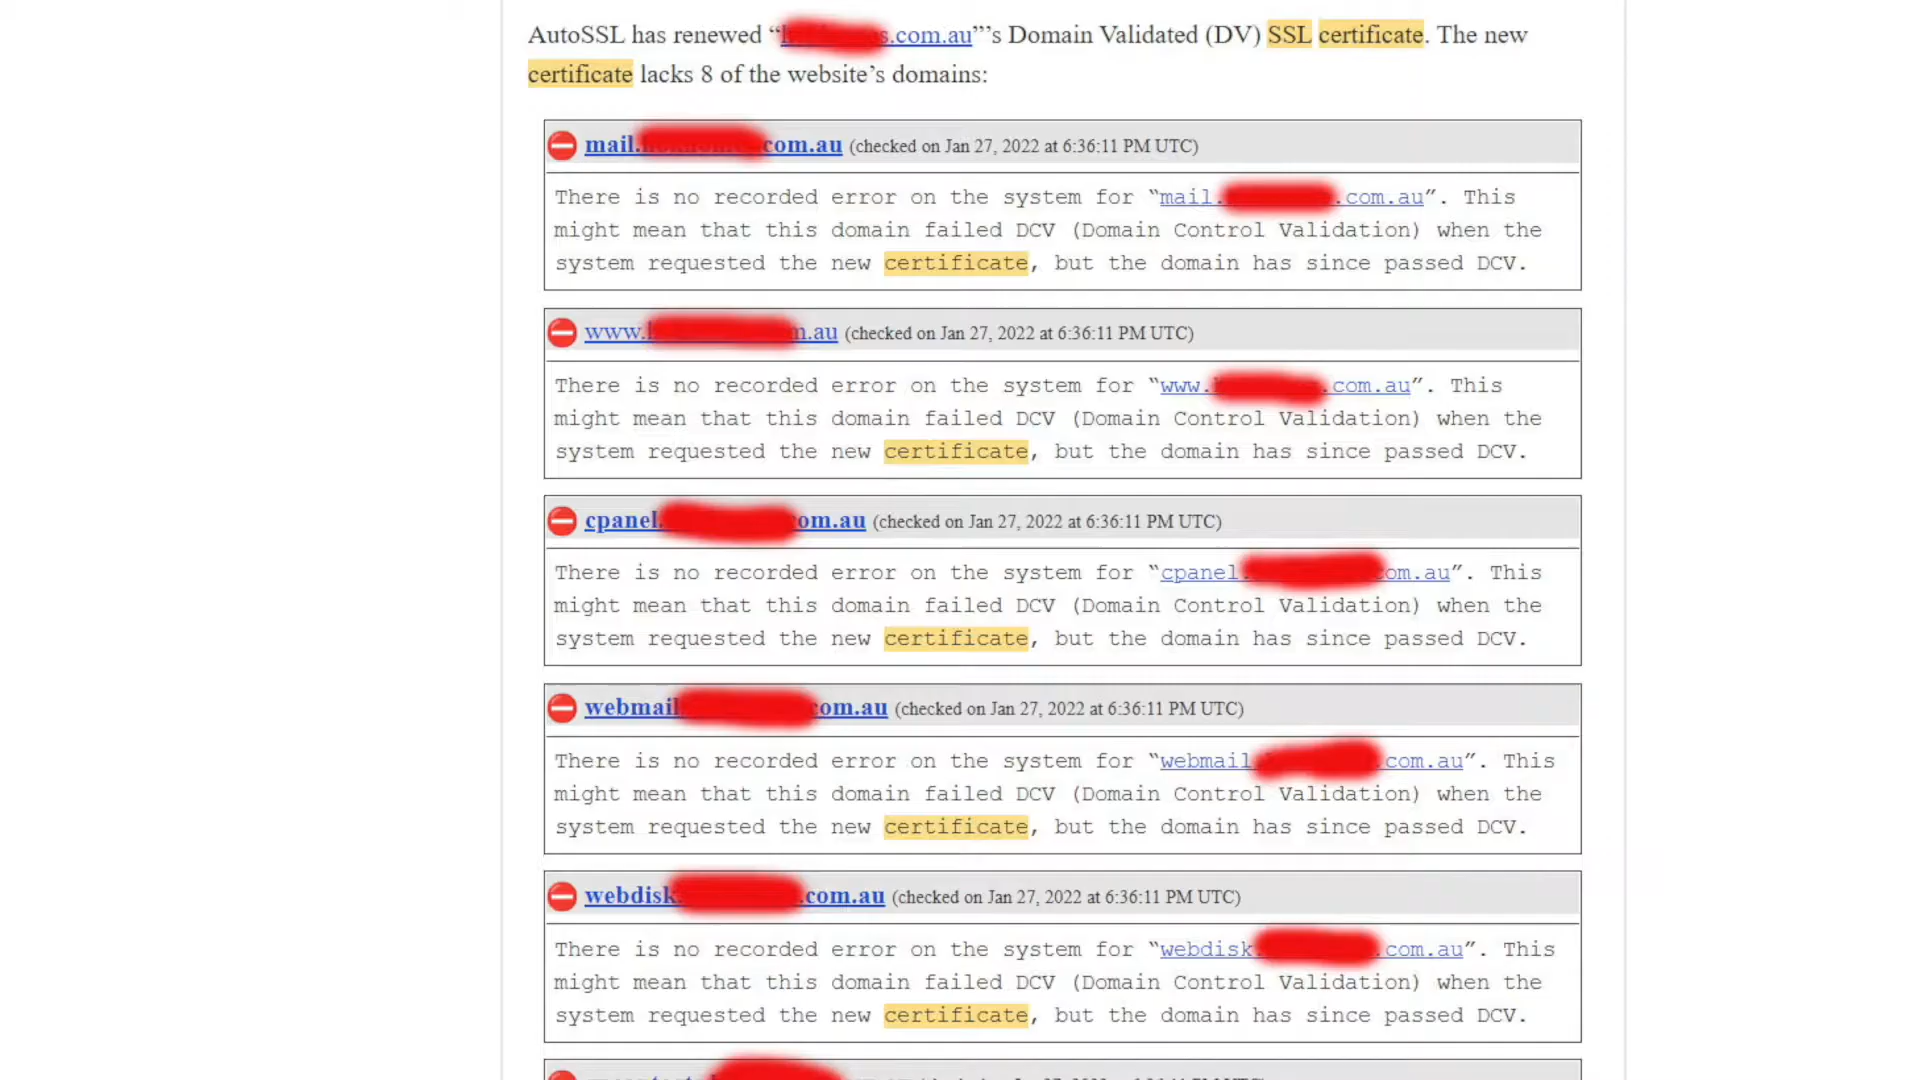 AutoSSL has renewed “ s.com.au”’s Domain Validated (DV) SSL certificate. The new
certificate lacks 8 of the website’s domains:
mail. com.au (checked on Jan 27, 2022 at 6:36:11 PM UTC)
There is no recorded error on the system for “mail. .com.au”. This
might mean that this domain failed DCV (Domain Control Validation) when the
system requested the new certificate, but the domain has since passed DCV.
www. m.au (checked on Jan 27, 2022 at 6:36:11 PM UTC)
There is no recorded error on the system for “www. .com.au”. This
might mean that this domain failed DCV (Domain Control Validation) when the
system requested the new certificate, but the domain has since passed DCV.
cpanel. om.au (checked on Jan 27, 2022 at 6:36:11 PM UTC)
There is no recorded error on the system for “cpanel. om.au”. This
might mean that this domain failed DCV (Domain Control Validation) when the
system requested the new certificate, but the domain has since passed DCV.
webmail com.au (checked on Jan 27, 2022 at 6:36:11 PM UTC)
There is no recorded error on the system for “webmail. .com.au”. This
might mean that this domain failed DCV (Domain Control Validation) when the
system requested the new certificate, but the domain has since passed DCV.
webdisk. .com.au (checked on Jan 27, 2022 at 6:36:11 PM UTC)
There is no recorded error on the system for “webdisk. .com.au”. This
might mean that this domain failed DCV (Domain Control Validation) when the
system requested the new certificate, but the domain has since passed DCV.